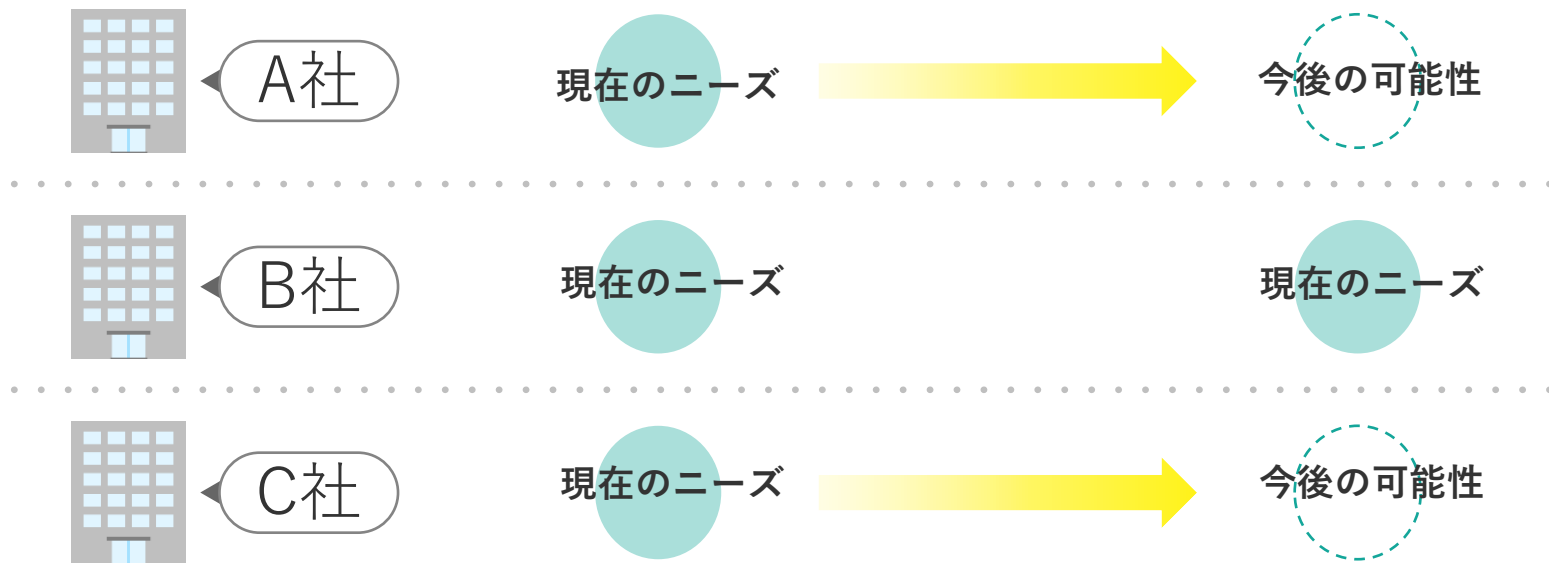 A社
現在のニーズ
今後の可能性
B社
現在のニーズ
現在のニーズ
C社
現在のニーズ
今後の可能性